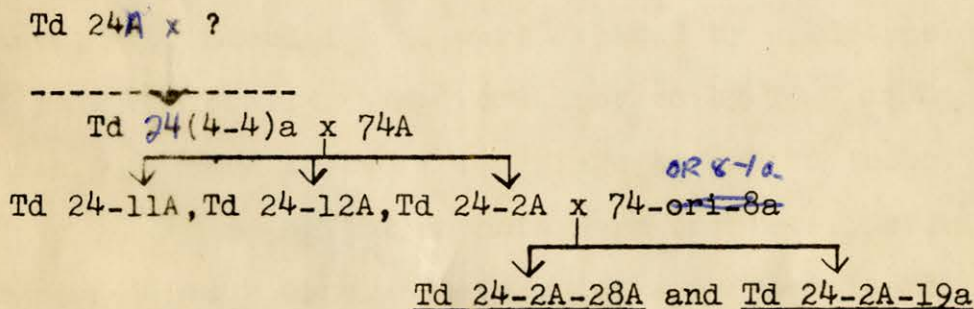 Td 24A x ?
Td 24(4-4)a x 74A
OR 8-1a
Td 24-11A, Td 24-12A, Td 24-2A x 74-ori-8a
Td 24-2A-28A and Td 24-2A-19a